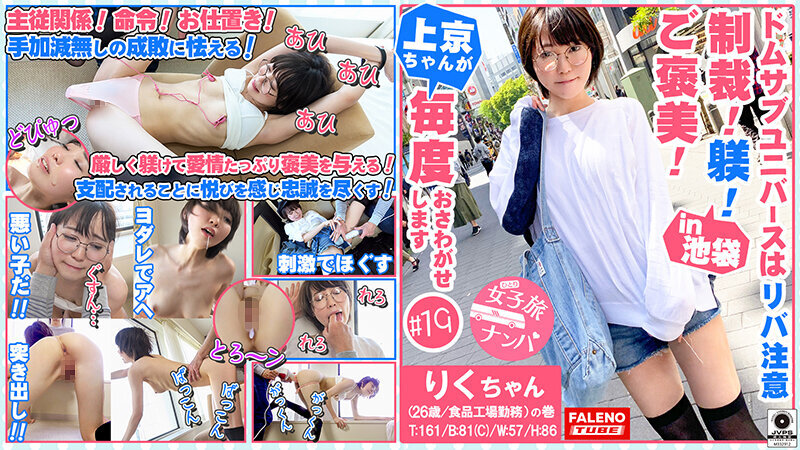 主従関係！命令！お仕置き！
手加減無しの成敗に怯える！
あひ
あひ
あひ
どぴゅっ
厳しく躾けて愛情たっぷり褒美を与える！
支配されることに悦びを感じ忠誠を尽くす！
悪い子だ!!
ぐすん…
ヨダレでアヘ
刺激でほぐす
とろ〜ン
れろ
れろ
突き出し!!
ぱっこん
ぱっこん
がっくん
がっくん
ドムサブユニバースはリバ注意
制裁！躾！
ご褒美！
in池袋
上京
ちゃんが
毎度
おさわがせ
します
#19
女子旅
ナンパ
りくちゃん
（26歳/食品工場勤務）の巻
T:161/B:81(C)/W:57/H:86
FALENO
TUBE
JVPS